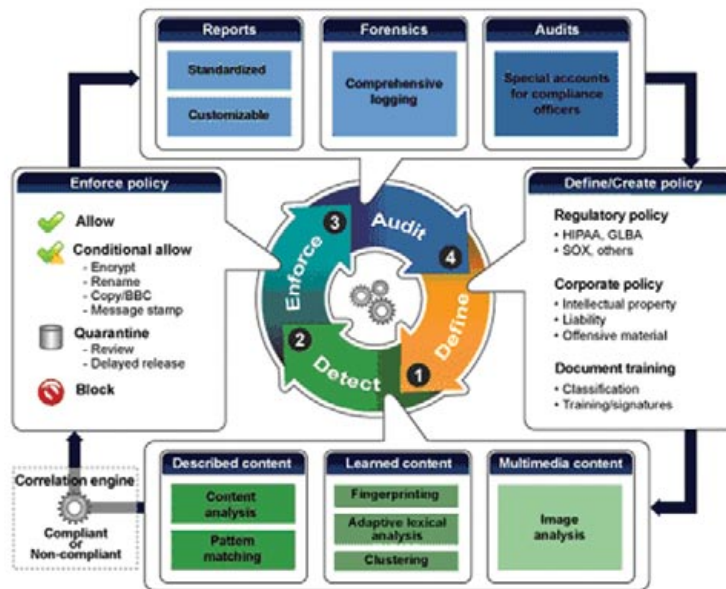 Reports
Standardized
Customizable
Forensics
Comprehensive
logging
Audits
Special accounts
for compliance
officers
Enforce policy
Allow
Conditional allow
- Encrypt
- Rename
- Copy/BBC
- Message stamp
Quarantine
- Review
- Delayed release
Block
3
Audit
4
Enforce
Define
2
Detect
1
Define/Create policy
Regulatory policy
• HIPAA, GLBA
• SOX, others
Corporate policy
• Intellectual property
• Liability
• Offensive material
Document training
• Classification
• Training/signatures
Correlation engine
Compliant
or
Non-compliant
Described content
Content
analysis
Pattern
matching
Learned content
Fingerprinting
Adaptive lexical
analysis
Clustering
Multimedia content
Image
analysis